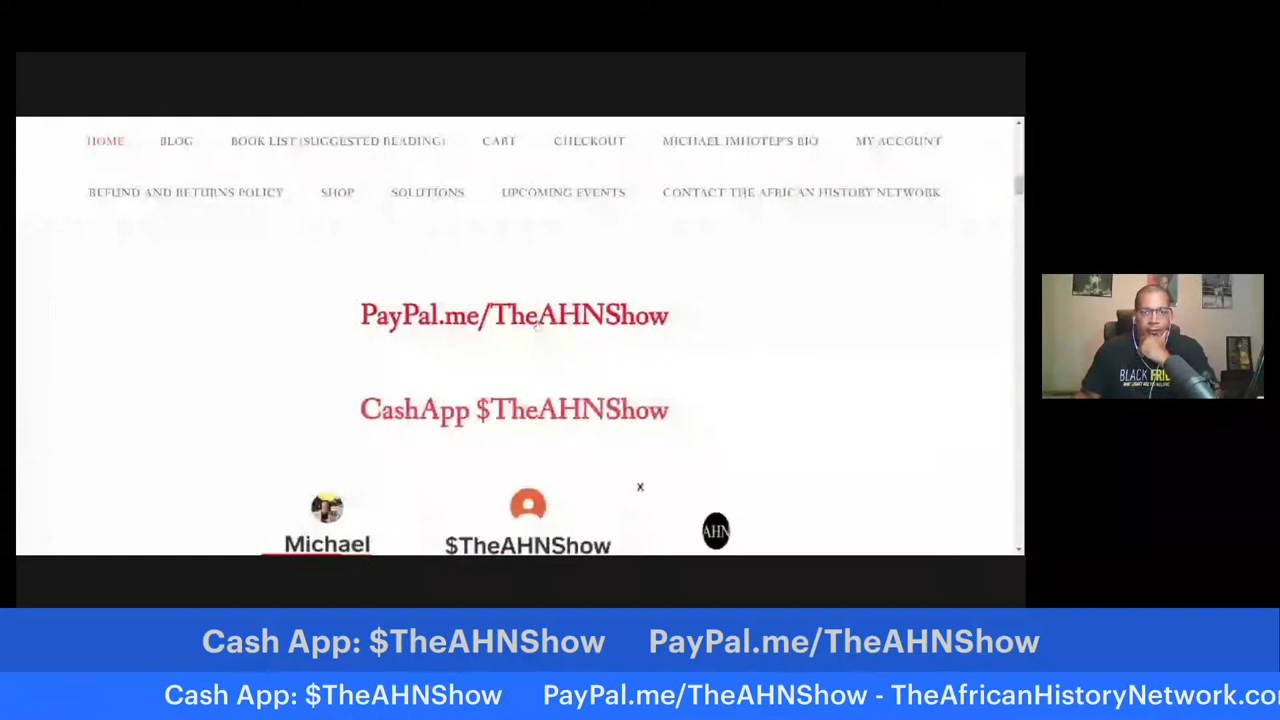 HOME BLOG BOOK LIST (SUGGESTED READING) CART CHECKOUT MICHAEL IMHOTEP'S BIO MY ACCOUNT
REFUND AND RETURNS POLICY SHOP SOLUTIONS UPCOMING EVENTS CONTACT THE AFRICAN HISTORY NETWORK
PayPal.me/TheAHNShow
CashApp $TheAHNShow
X
AHN
Michael $TheAHNShow
BLACK FRI
Cash App: $TheAHNShow PayPal.me/TheAHNShow
Cash App: $TheAHNShow PayPal.me/TheAHNShow - TheAfricanHistoryNetwork.co